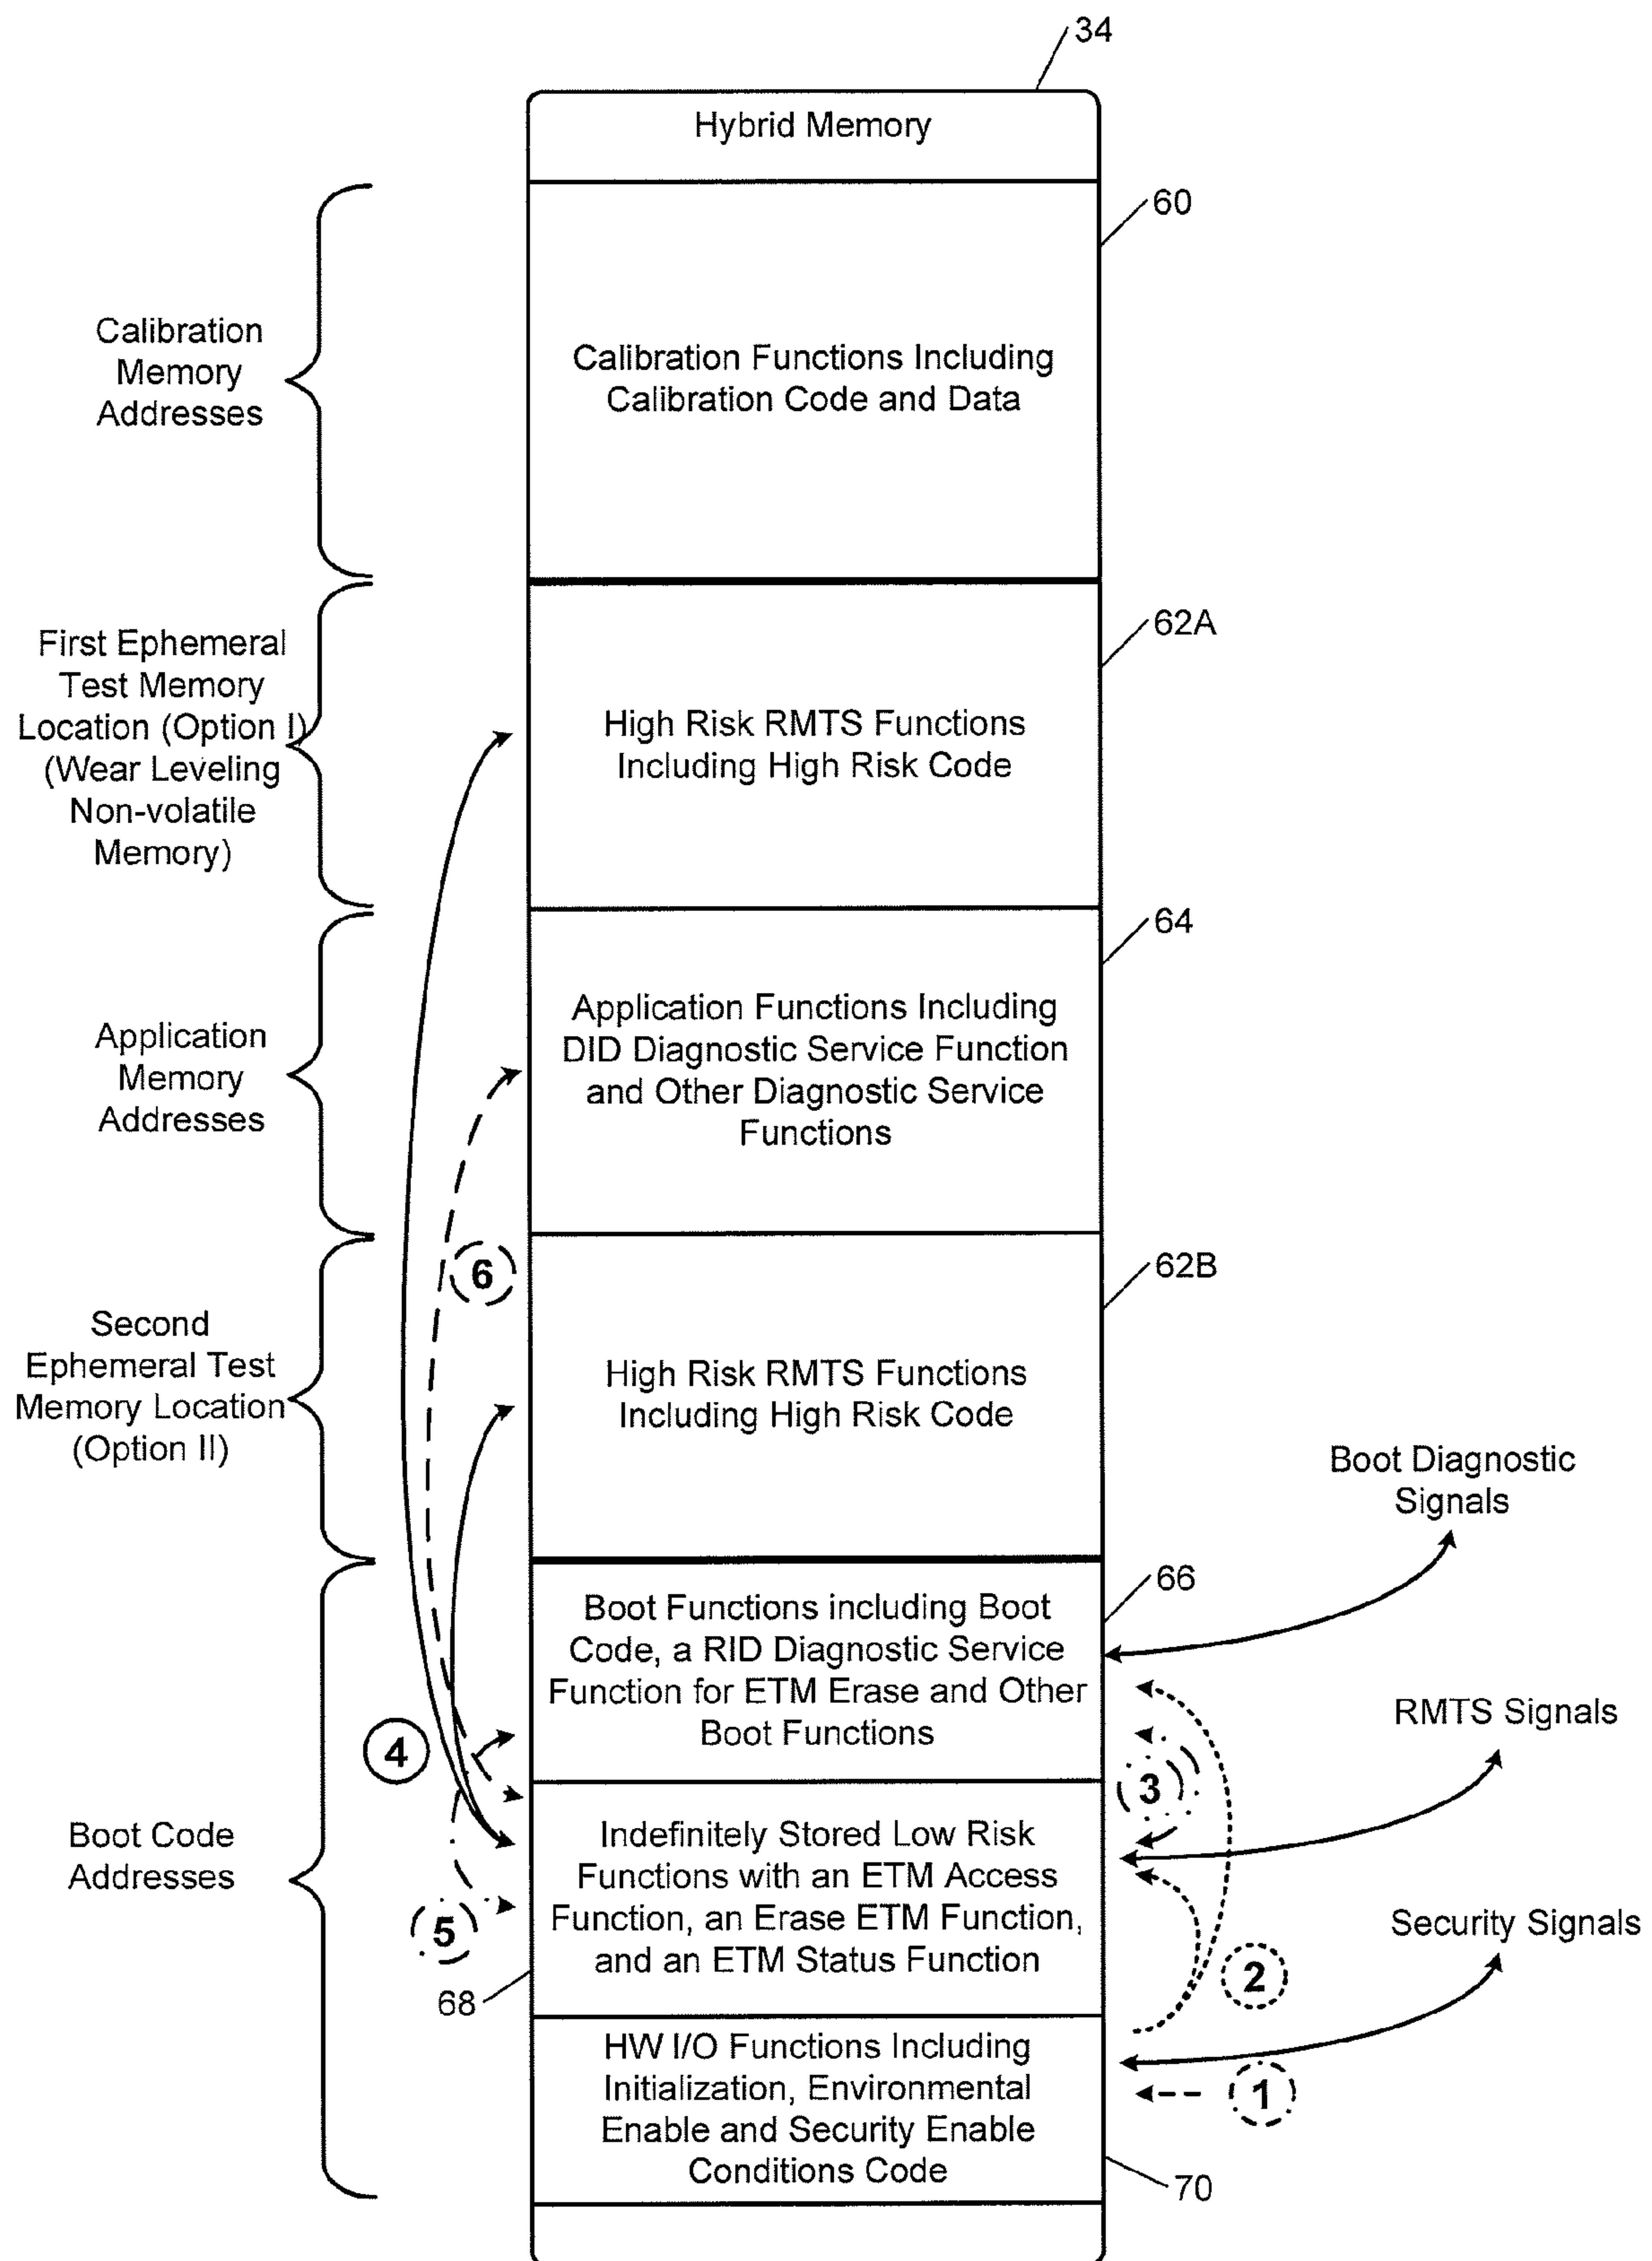 34
Hybrid Memory
60
Calibration
Memory
Addresses
Calibration Functions Including
Calibration Code and Data
First Ephemeral
Test Memory
Location (Option I)
(Wear Leveling
Non-volatile
Memory)
62A
High Risk RMTS Functions
Including High Risk Code
64
Application
Memory
Addresses
Application Functions Including
DID Diagnostic Service Function
and Other Diagnostic Service
Functions
6
62B
Second
Ephemeral Test
Memory Location
(Option II)
High Risk RMTS Functions
Including High Risk Code
Boot Diagnostic
Signals
66
Boot Functions including Boot
Code, a RID Diagnostic Service
Function for ETM Erase and Other
Boot Functions
RMTS Signals
4
3
Boot Code
Addresses
Indefinitely Stored Low Risk
Functions with an ETM Access
Function, an Erase ETM Function,
and an ETM Status Function
5
Security Signals
2
68
HW I/O Functions Including
Initialization, Environmental
Enable and Security Enable
Conditions Code
1
70